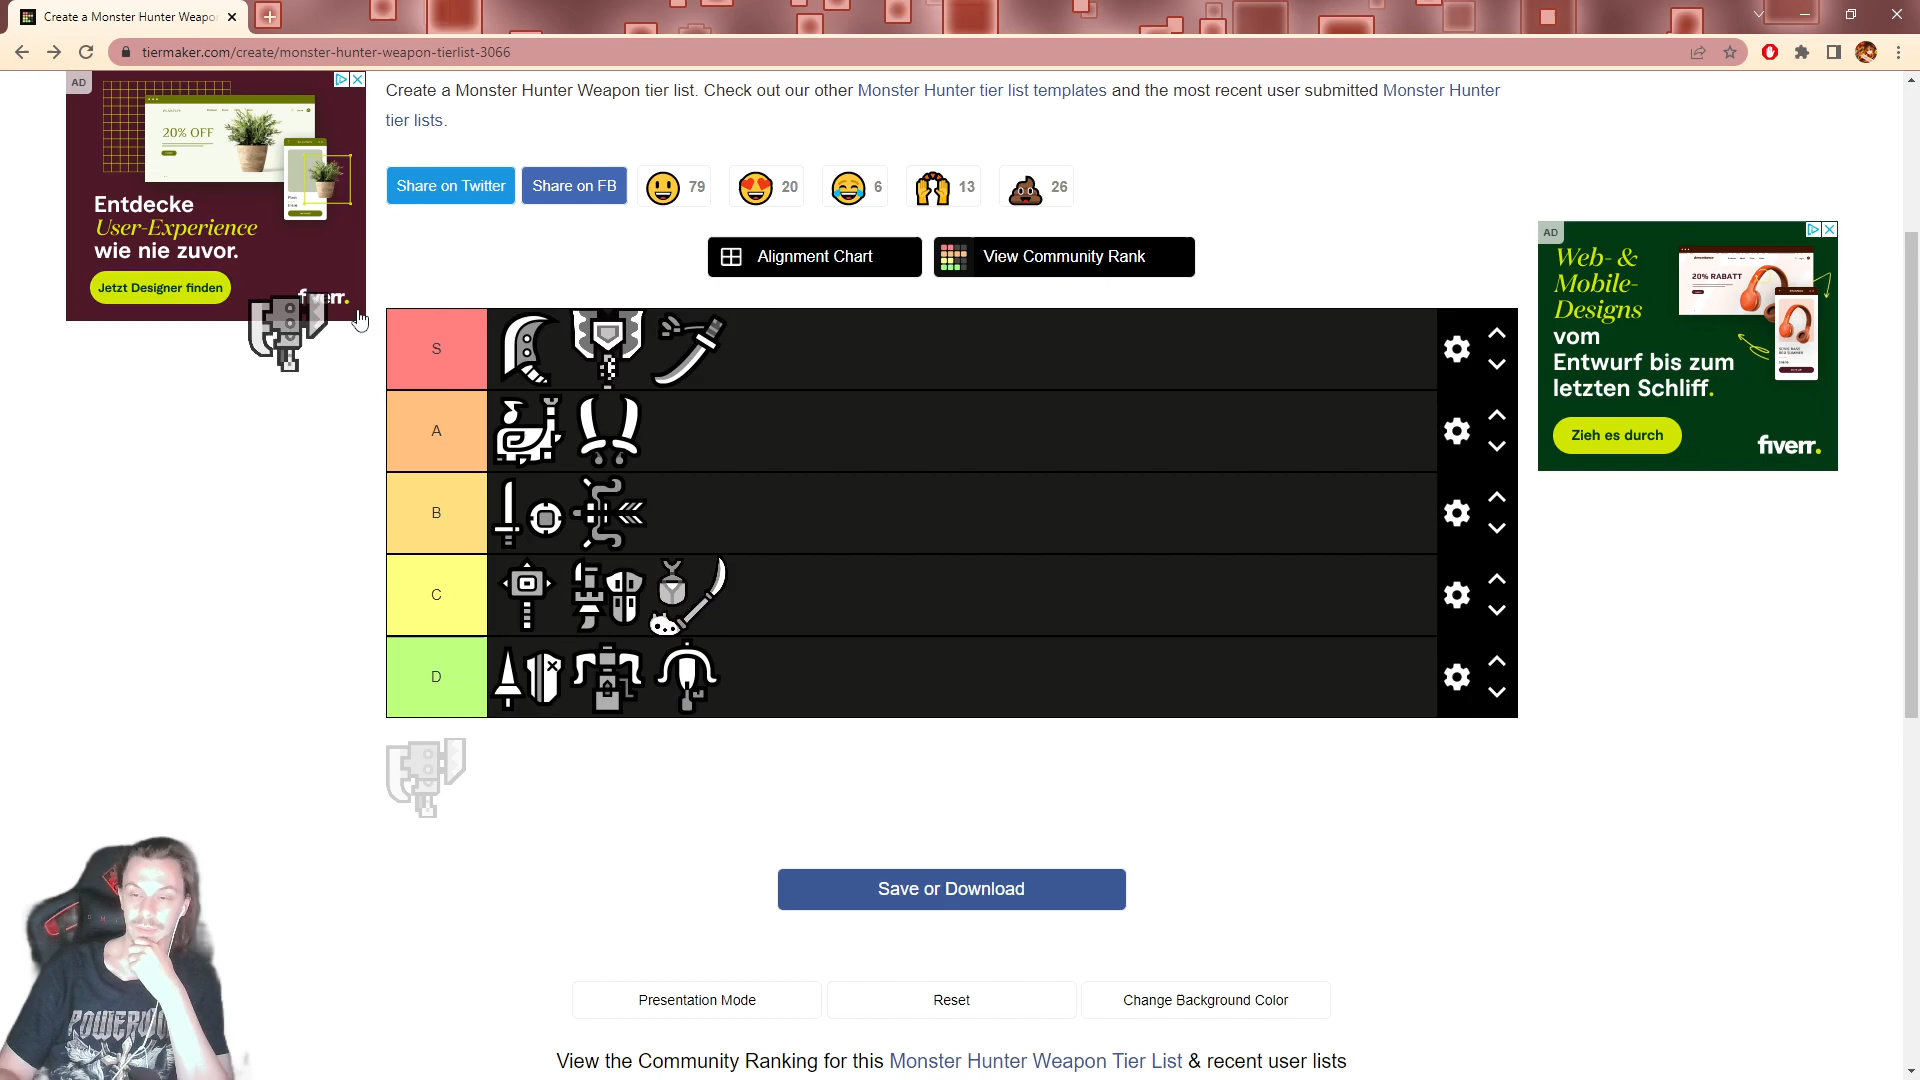 Create a Monster Hunter Weapon
tiermaker.com/create/monster-hunter-weapon-tierlist-3066
AD
20% OFF
Entdecke
User-Experience
wie nie zuvor.
Jetzt Designer finden
fiverr.
Create a Monster Hunter Weapon tier list. Check out our other Monster Hunter tier list templates and the most recent user submitted Monster Hunter
tier lists.
Share on Twitter
Share on FB
79
20
6
13
26
Alignment Chart
View Community Rank
S
A
B
C
D
AD
Web- &
Mobile-
Designs
vom
Entwurf bis zum
letzten Schliff.
20% RABATT
Zieh es durch
fiverr.
Save or Download
Presentation Mode
Reset
Change Background Color
View the Community Ranking for this Monster Hunter Weapon Tier List & recent user lists